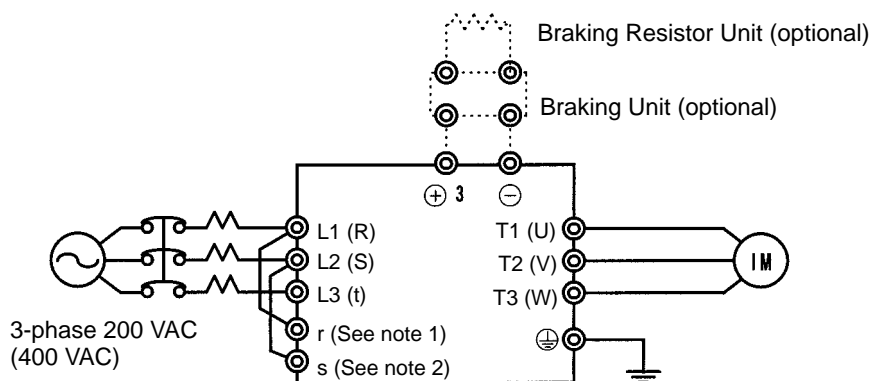 Braking Resistor Unit (optional)
Braking Unit (optional)
⊕ 3
⊖
L1 (R)
L2 (S)
L3 (t)
r (See note 1)
s (See note 2)
T1 (U)
T2 (V)
T3 (W)
IM
3-phase 200 VAC
(400 VAC)